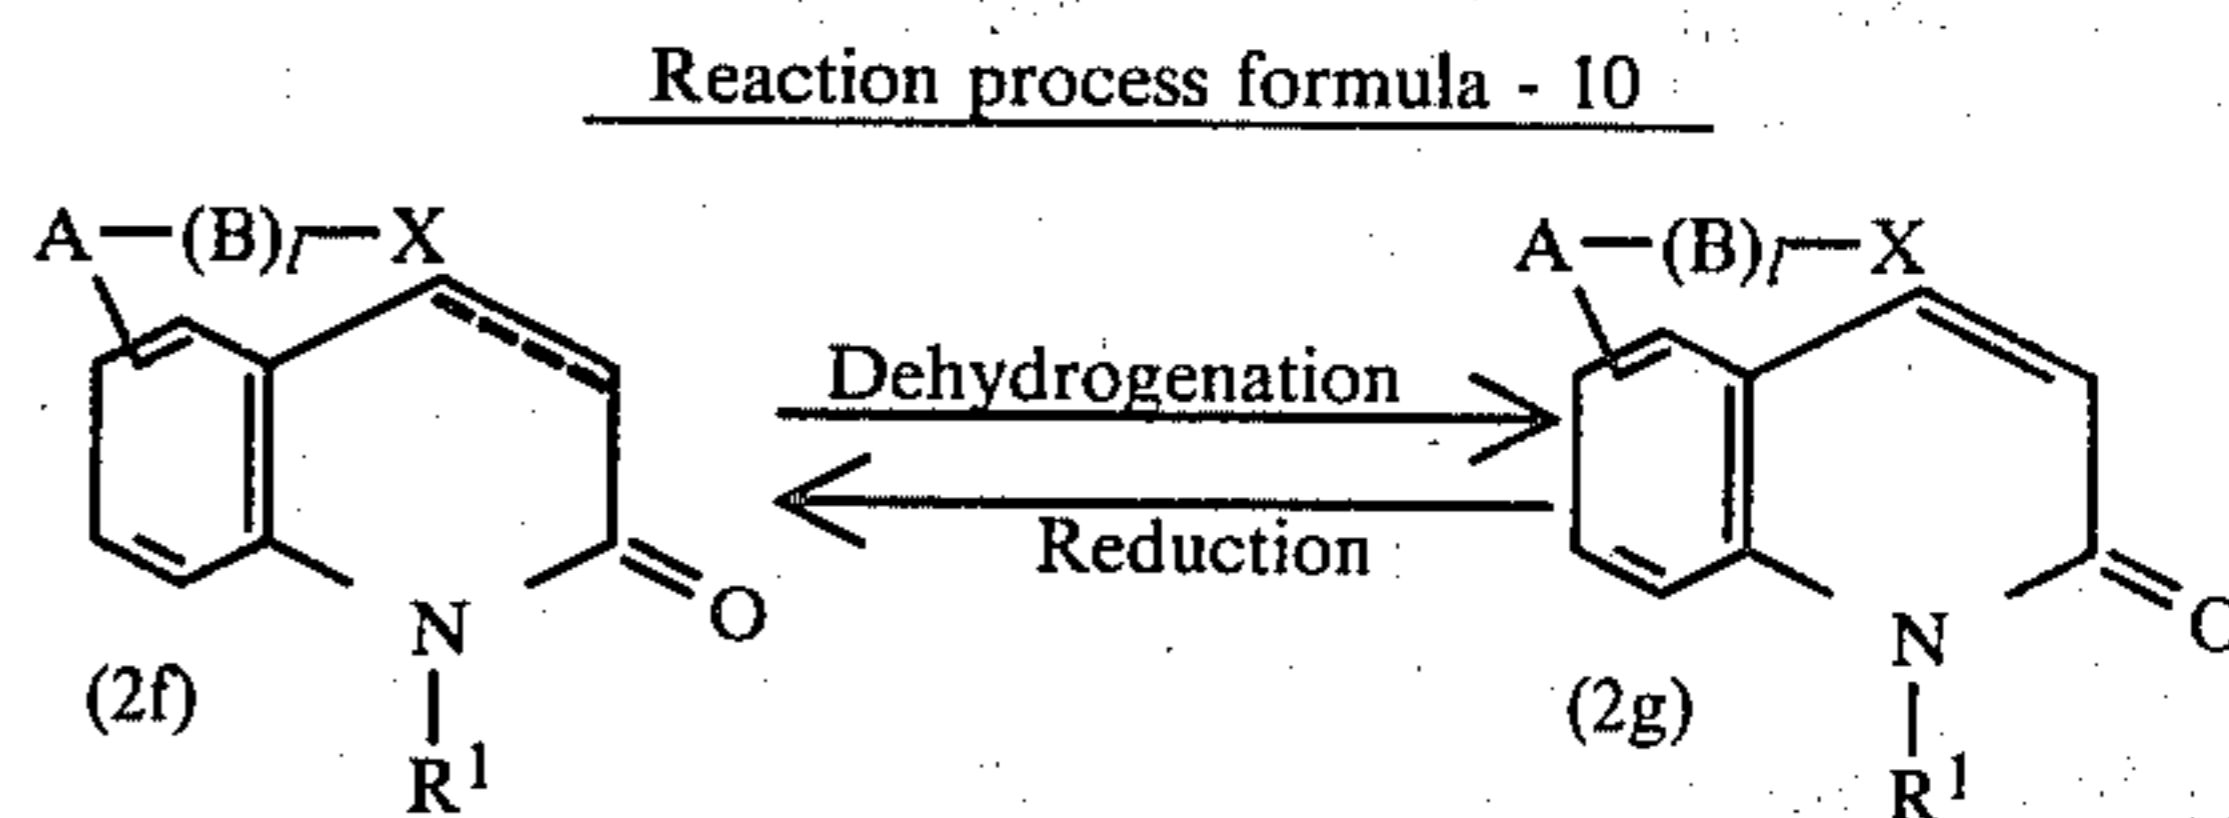 Reaction process formula - 10
A—(B)l—X A—(B)l—X
Dehydrogenation
Reduction
N O N O
(2f) (2g)
R1 R1